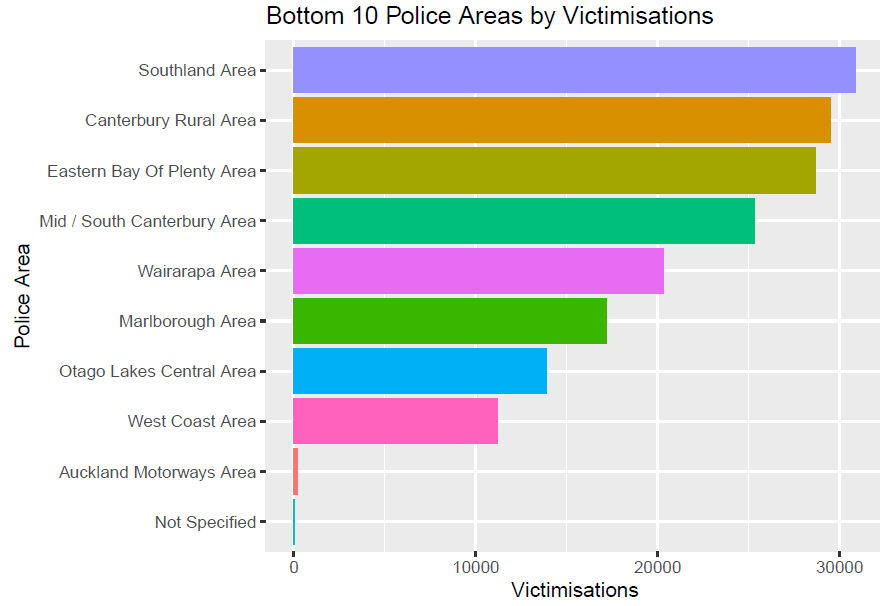 Bottom 10 Police Areas by Victimisations
Southland Area
Canterbury Rural Area
Eastern Bay Of Plenty Area
Mid / South Canterbury Area
Wairarapa Area
Marlborough Area
Otago Lakes Central Area
West Coast Area
Auckland Motorways Area
Not Specified
Police Area
0 10000 20000 30000
Victimisations